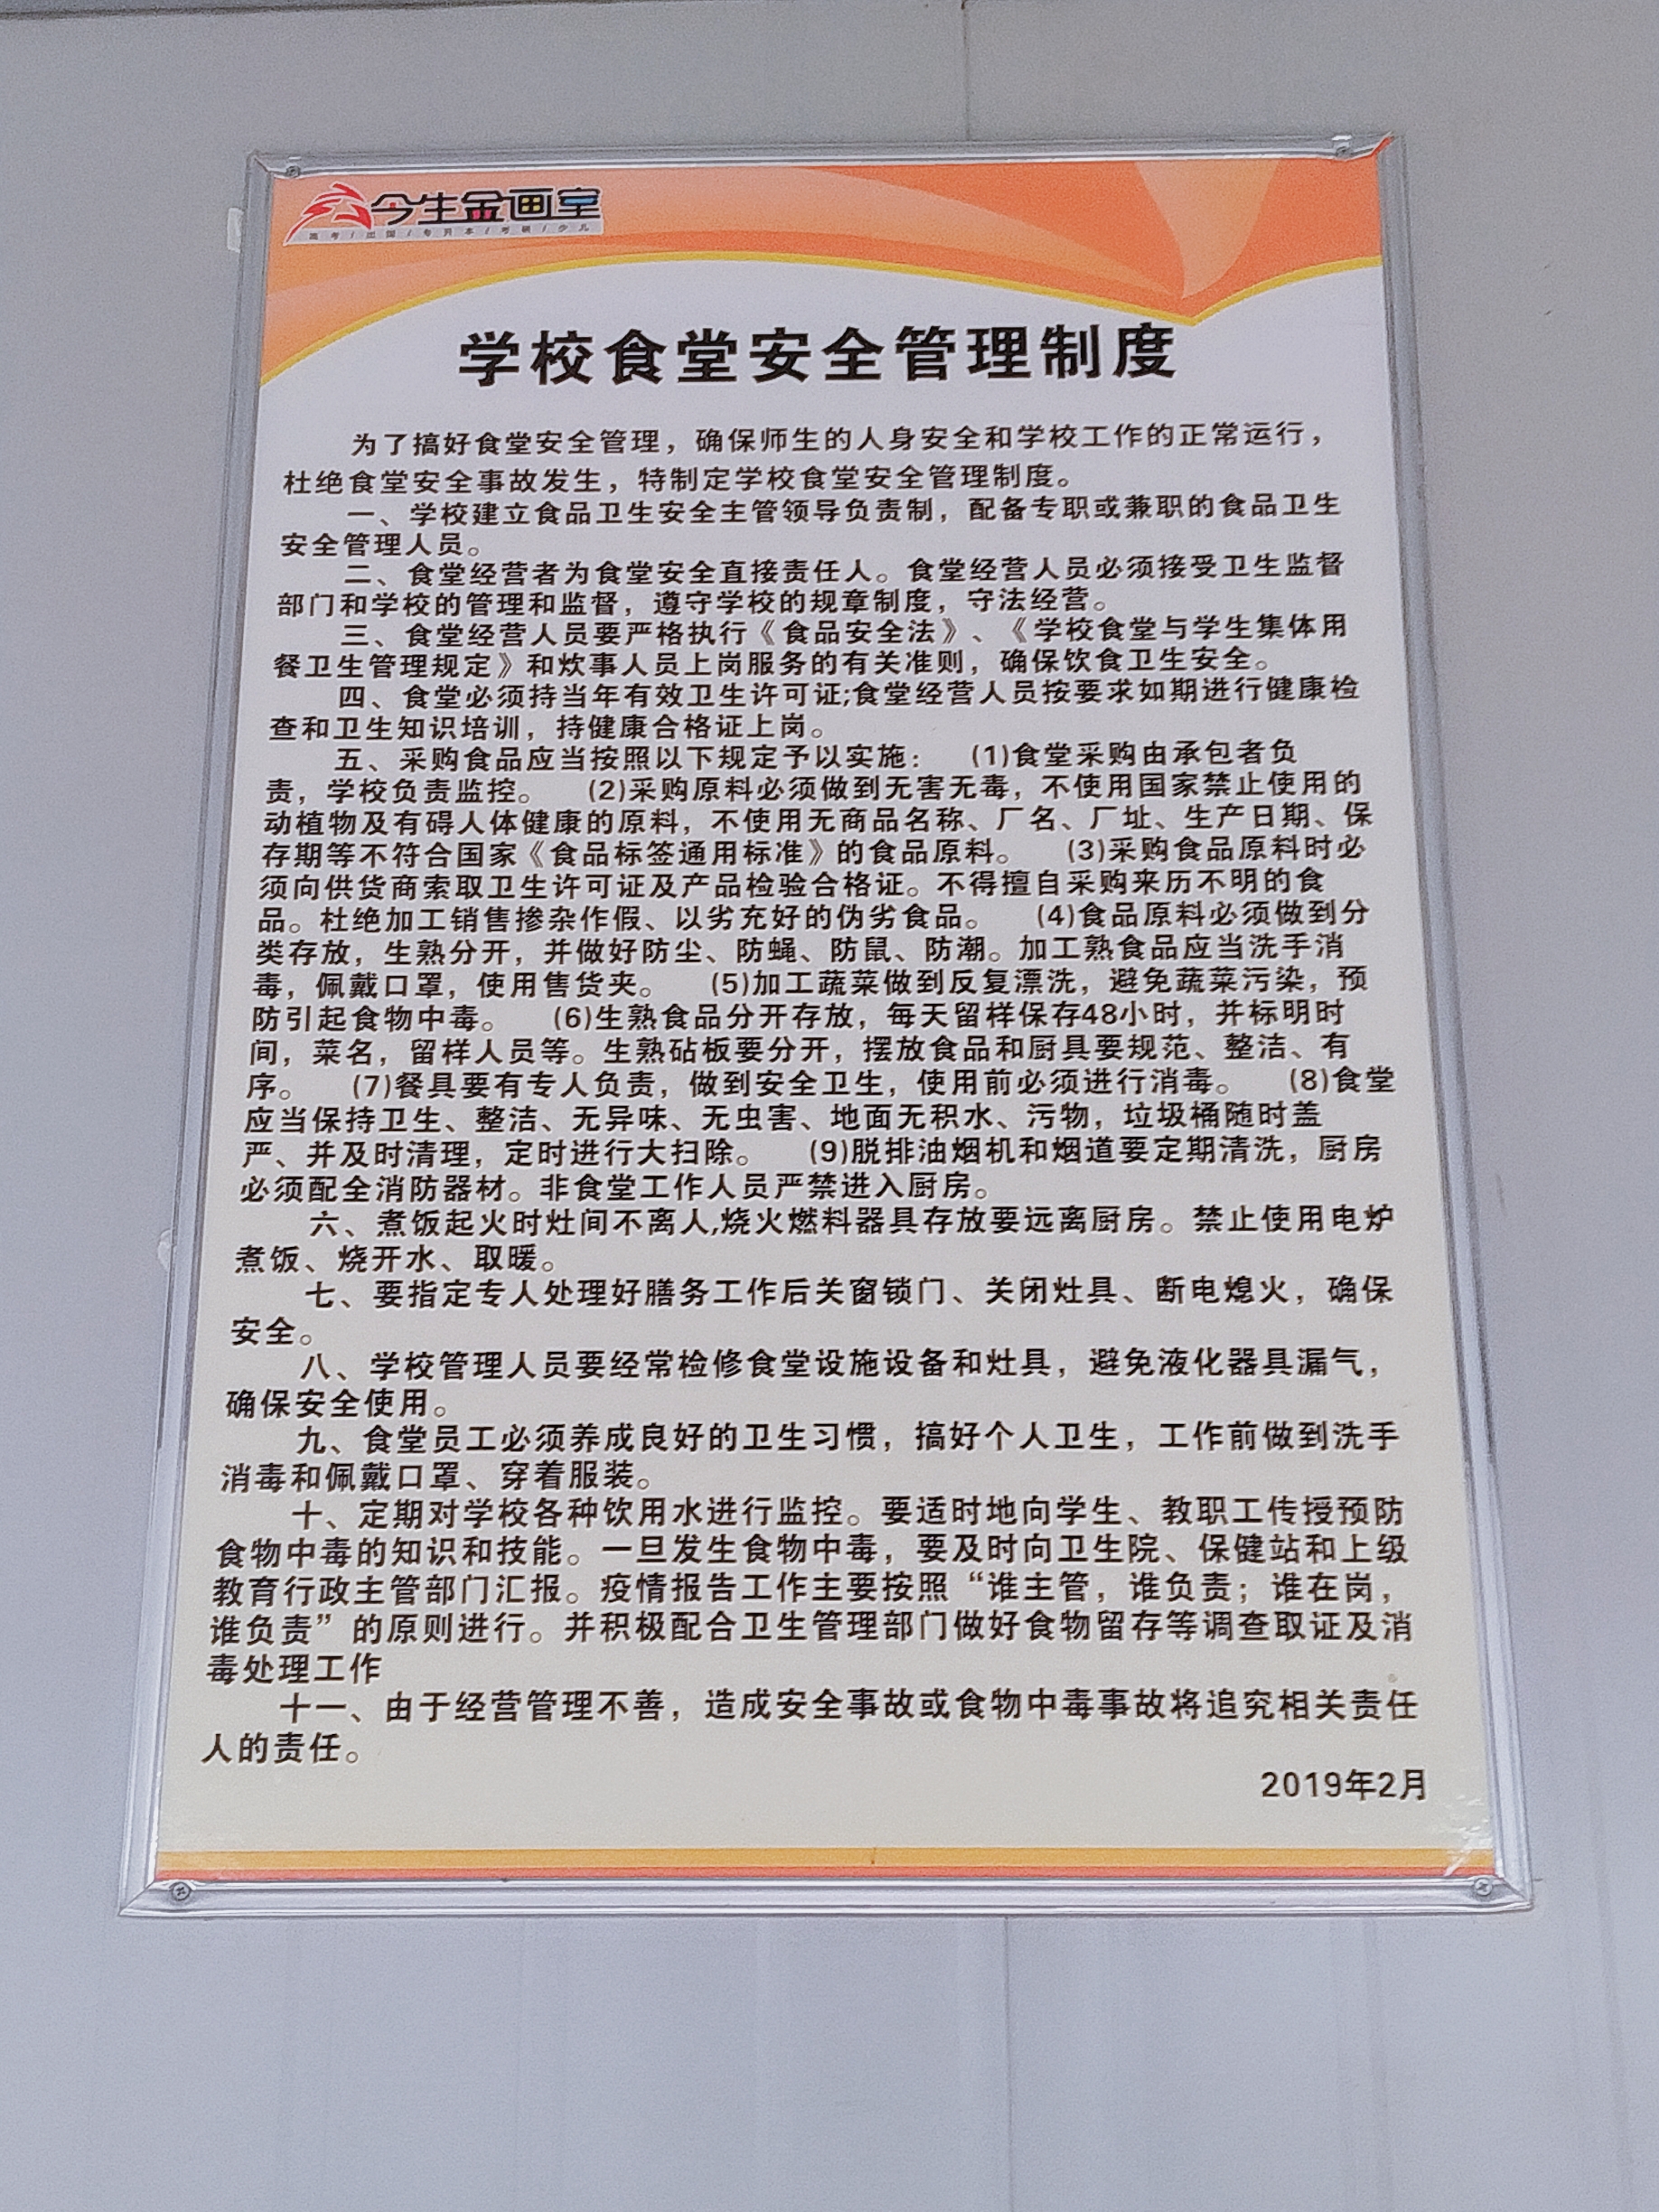 今生金画室
高考/出国/专升本/考研/少儿
学校食堂安全管理制度
为了搞好食堂安全管理，确保师生的人身安全和学校工作的正常运行，
杜绝食堂安全事故发生，特制定学校食堂安全管理制度。
一、学校建立食品卫生安全主管领导负责制，配备专职或兼职的食品卫生
安全管理人员。
二、食堂经营者为食堂安全直接责任人。食堂经营人员必须接受卫生监督
部门和学校的管理和监督，遵守学校的规章制度，守法经营。
三、食堂经营人员要严格执行《食品安全法》、《学校食堂与学生集体用
餐卫生管理规定》和炊事人员上岗服务的有关准则，确保饮食卫生安全。
四、食堂必须持当年有效卫生许可证;食堂经营人员按要求如期进行健康检
查和卫生知识培训，持健康合格证上岗。
五、采购食品应当按照以下规定予以实施： (1)食堂采购由承包者负
责，学校负责监控。 (2)采购原料必须做到无害无毒，不使用国家禁止使用的
动植物及有碍人体健康的原料，不使用无商品名称、厂名、厂址、生产日期、保
存期等不符合国家《食品标签通用标准》的食品原料。 (3)采购食品原料时必
须向供货商索取卫生许可证及产品检验合格证。不得擅自采购来历不明的食
品。杜绝加工销售掺杂作假、以劣充好的伪劣食品。 (4)食品原料必须做到分
类存放，生熟分开，并做好防尘、防蝇、防鼠、防潮。加工熟食品应当洗手消
毒，佩戴口罩，使用售货夹。 (5)加工蔬菜做到反复漂洗，避免蔬菜污染，预
防引起食物中毒。 (6)生熟食品分开存放，每天留样保存48小时，并标明时
间，菜名，留样人员等。生熟砧板要分开，摆放食品和厨具要规范、整洁、有
序。 (7)餐具要有专人负责，做到安全卫生，使用前必须进行消毒。 (8)食堂
应当保持卫生、整洁、无异味、无虫害、地面无积水、污物，垃圾桶随时盖
严、并及时清理，定时进行大扫除。 (9)脱排油烟机和烟道要定期清洗，厨房
必须配全消防器材。非食堂工作人员严禁进入厨房。
六、煮饭起火时灶间不离人,烧火燃料器具存放要远离厨房。禁止使用电炉
煮饭、烧开水、取暖。
七、要指定专人处理好膳务工作后关窗锁门、关闭灶具、断电熄火，确保
安全。
八、学校管理人员要经常检修食堂设施设备和灶具，避免液化器具漏气，
确保安全使用。
九、食堂员工必须养成良好的卫生习惯，搞好个人卫生，工作前做到洗手
消毒和佩戴口罩、穿着服装。
十、定期对学校各种饮用水进行监控。要适时地向学生、教职工传授预防
食物中毒的知识和技能。一旦发生食物中毒，要及时向卫生院、保健站和上级
教育行政主管部门汇报。疫情报告工作主要按照“谁主管，谁负责；谁在岗，
谁负责”的原则进行。并积极配合卫生管理部门做好食物留存等调查取证及消
毒处理工作
十一、由于经营管理不善，造成安全事故或食物中毒事故将追究相关责任
人的责任。
2019年2月